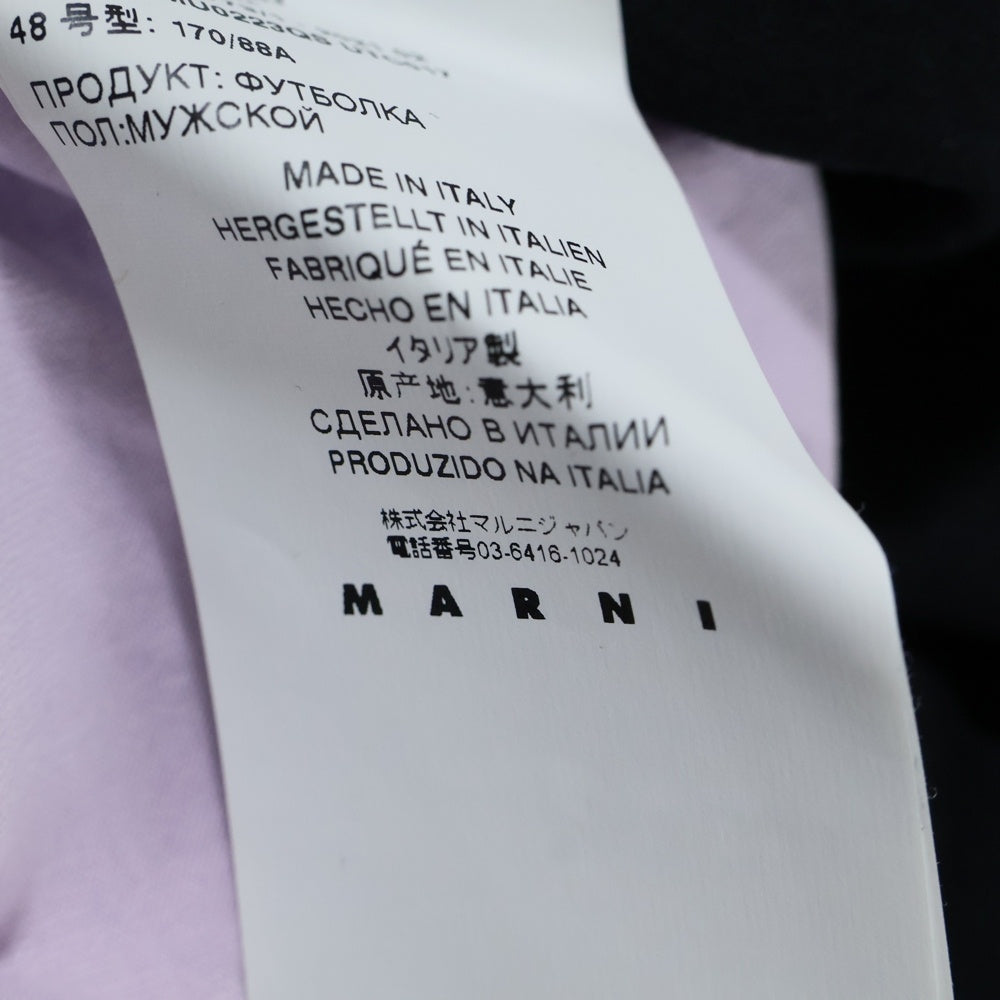 48 号型: 170/88A
ПРОДУКТ: ФУТБОЛКА
ПОЛ:МУЖСКОЙ
MADE IN ITALY
HERGESTELLT IN ITALIEN
FABRIQUÉ EN ITALIE
HECHO EN ITALIA
イタリア製
原产地:意大利
СДЕЛАНО В ИТАЛИИ
PRODUZIDO NA ITALIA
株式会社マルニジャパン
電話番号03-6416-1024
MARNI